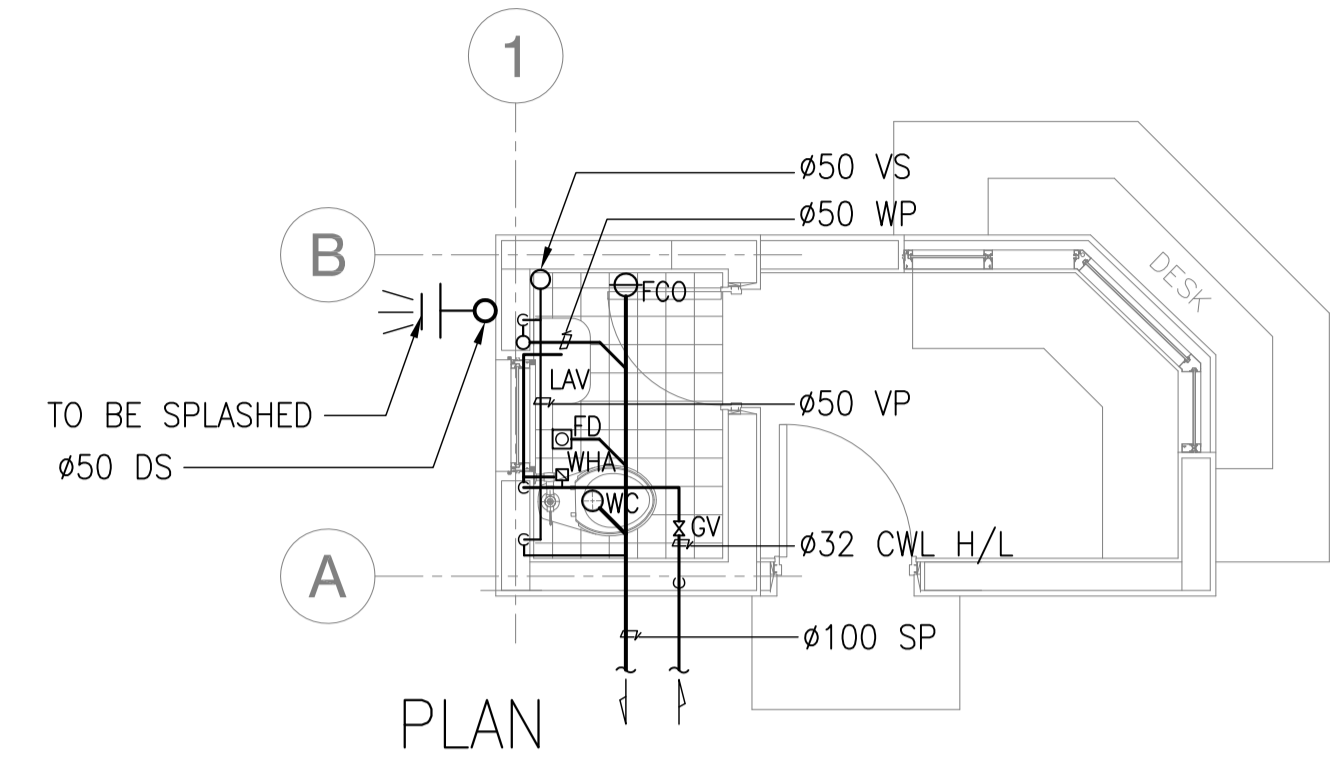 1
ø50 VS
ø50 WP
B
DESK
FCO
LAV
TO BE SPLASHED
ø50 VP
FD
ø50 DS
WHA
WC
GV
ø32 CWL H/L
A
ø100 SP
PLAN